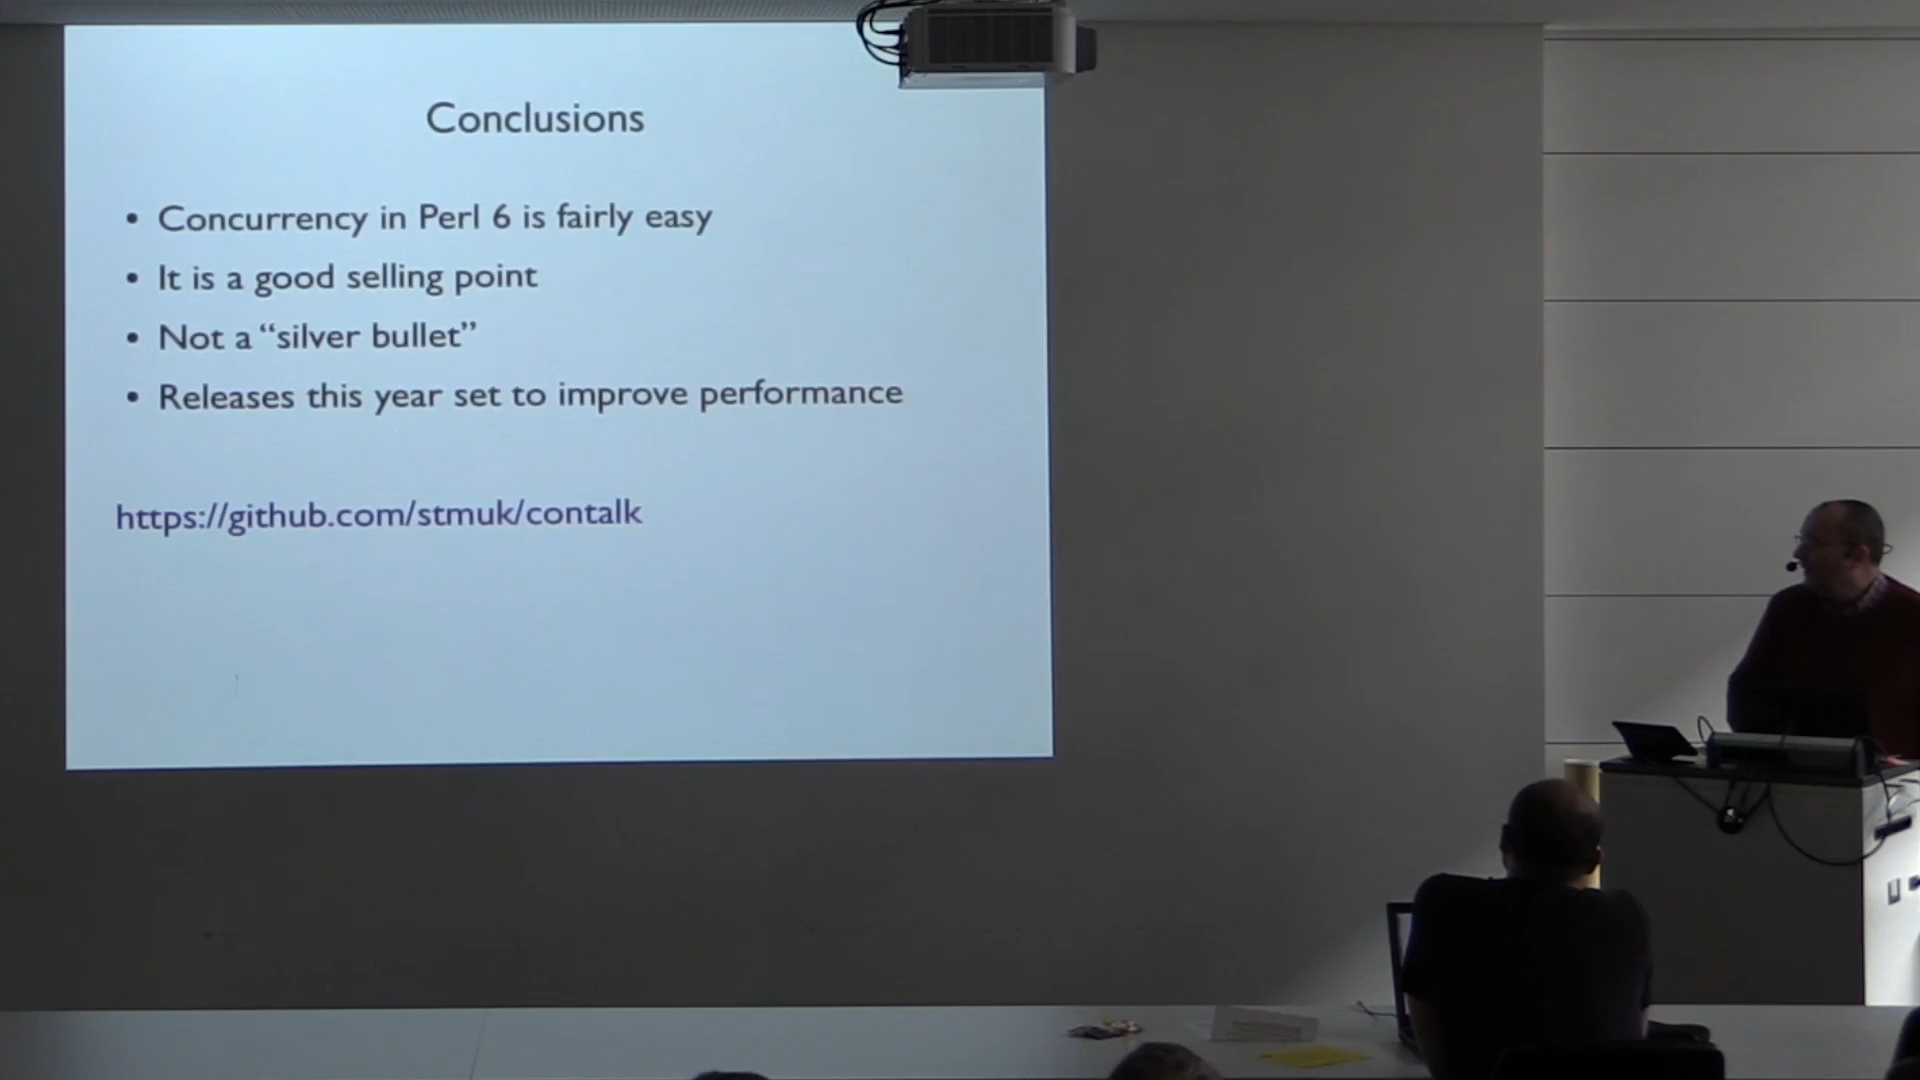 Conclusions
• Concurrency in Perl 6 is fairly easy
• It is a good selling point
• Not a “silver bullet”
• Releases this year set to improve performance
https://github.com/stmuk/contalk